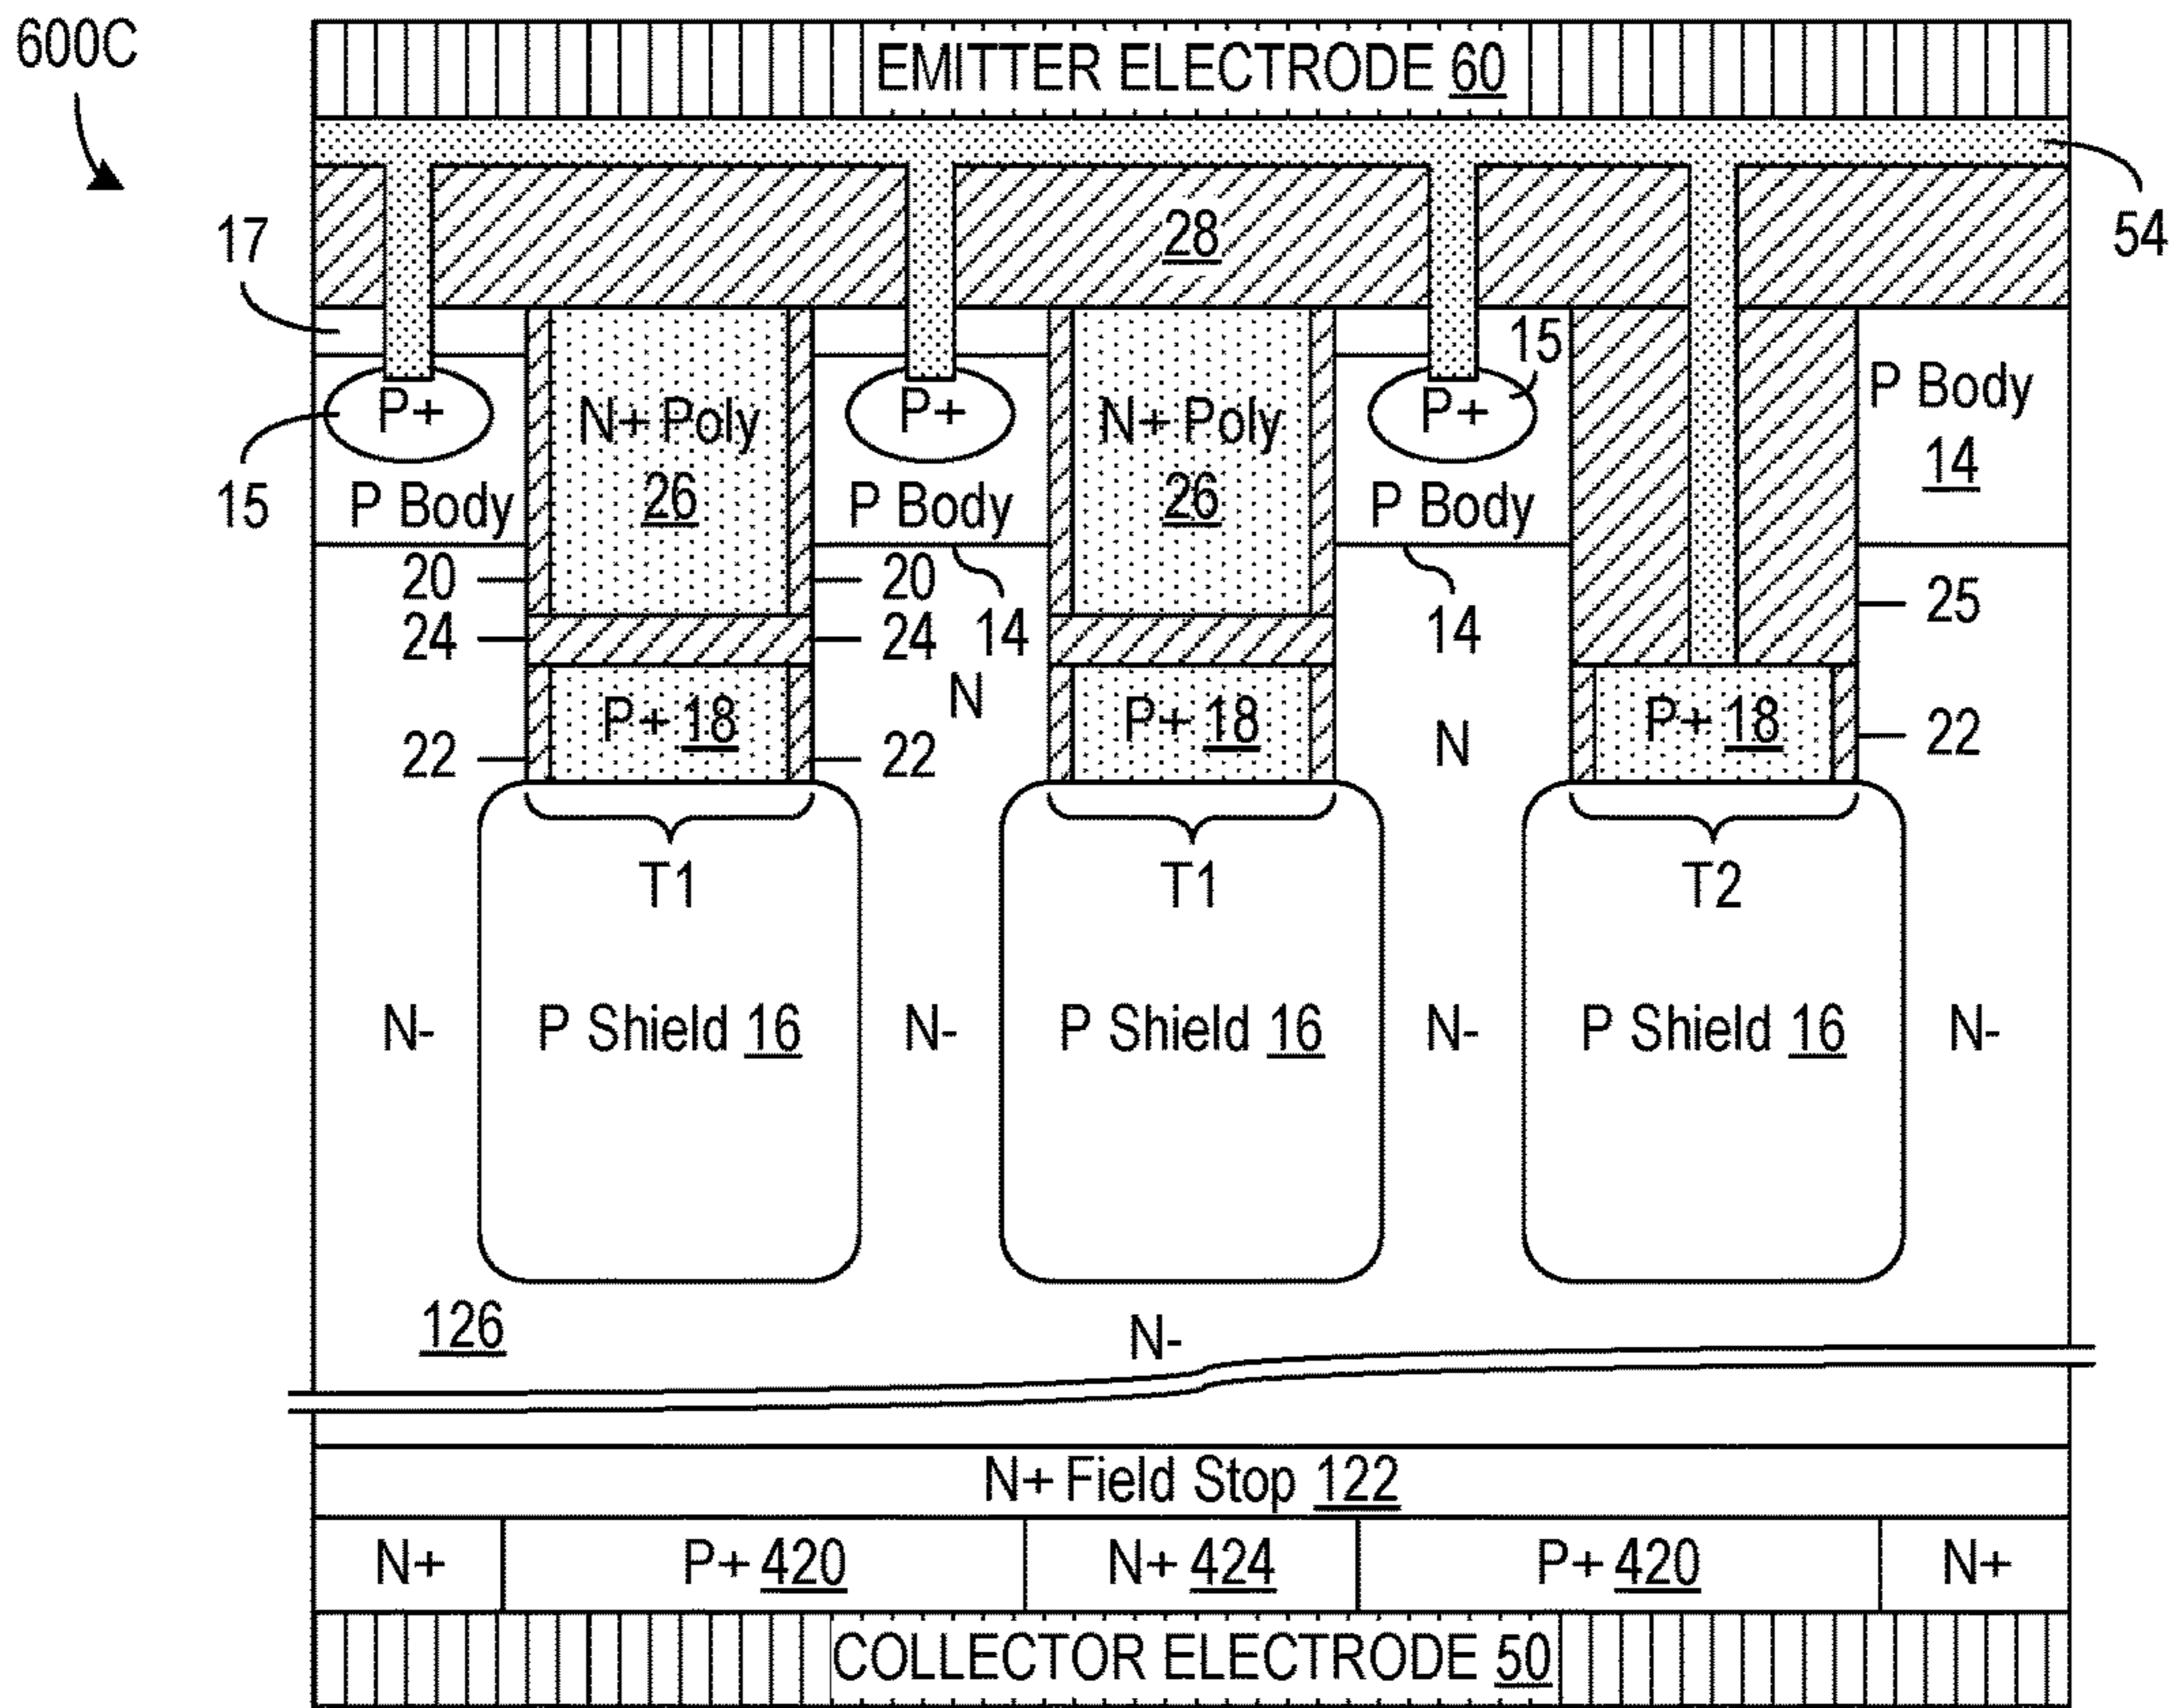 600C
EMITTER ELECTRODE 60
54
28
17
15
P+ P+ P+
15
N+ Poly 26
N+ Poly 26
P Body 14
15
P Body P Body P Body
20 20 14 14 25
24 24
N N
P+ 18 P+ 18 P+ 18
22 22 22
T1 T1 T2
N- P Shield 16 N- P Shield 16 N- P Shield 16 N-
126 N-
N+ Field Stop 122
N+ P+ 420 N+ 424 P+ 420 N+
COLLECTOR ELECTRODE 50